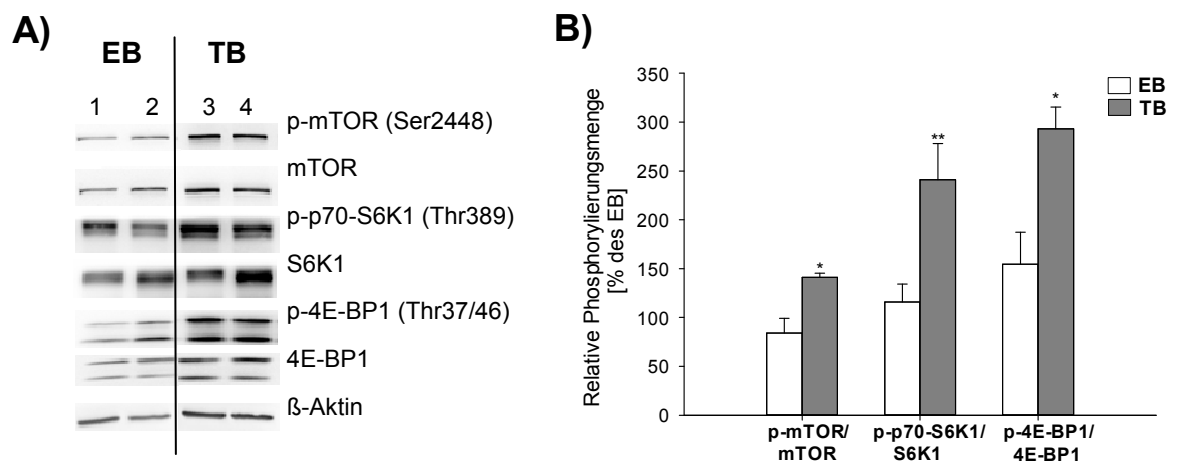 A)
EB TB
1 2 3 4
p-mTOR (Ser2448)
mTOR
p-p70-S6K1 (Thr389)
S6K1
p-4E-BP1 (Thr37/46)
4E-BP1
ß-Aktin
B)
Relative Phosphorylierungsmenge
[% des EB]
350
300
250
200
150
100
50
0
*
**
*
EB
TB
p-mTOR/
mTOR
p-p70-S6K1/
S6K1
p-4E-BP1/
4E-BP1